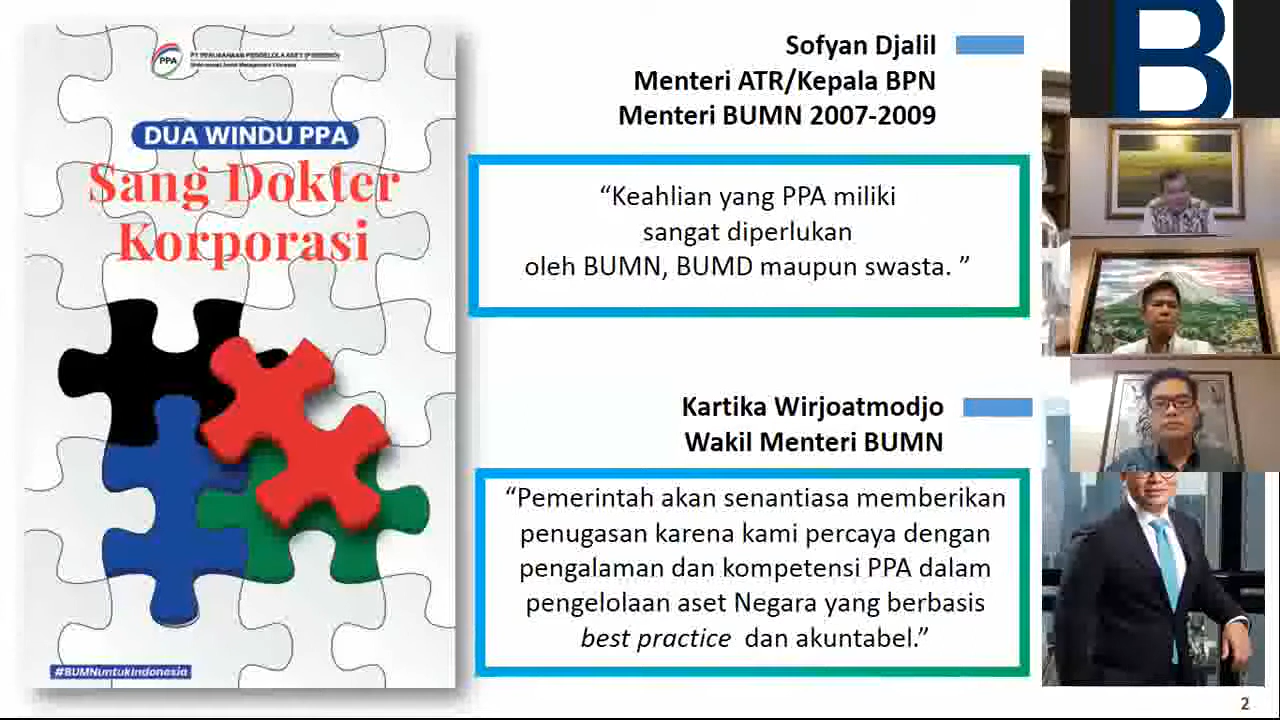 PPA
PT PERUSAHAAN PENGELOLA ASET (PERSERO)
DUA WINDU PPA
Sang Dokter
Korporasi
#BUMNuntukIndonesia
Sofyan Djalil
Menteri ATR/Kepala BPN
Menteri BUMN 2007-2009
“Keahlian yang PPA miliki
sangat diperlukan
oleh BUMN, BUMD maupun swasta. ”
Kartika Wirjoatmodjo
Wakil Menteri BUMN
“Pemerintah akan senantiasa memberikan
penugasan karena kami percaya dengan
pengalaman dan kompetensi PPA dalam
pengelolaan aset Negara yang berbasis
best practice dan akuntabel.”
B
2